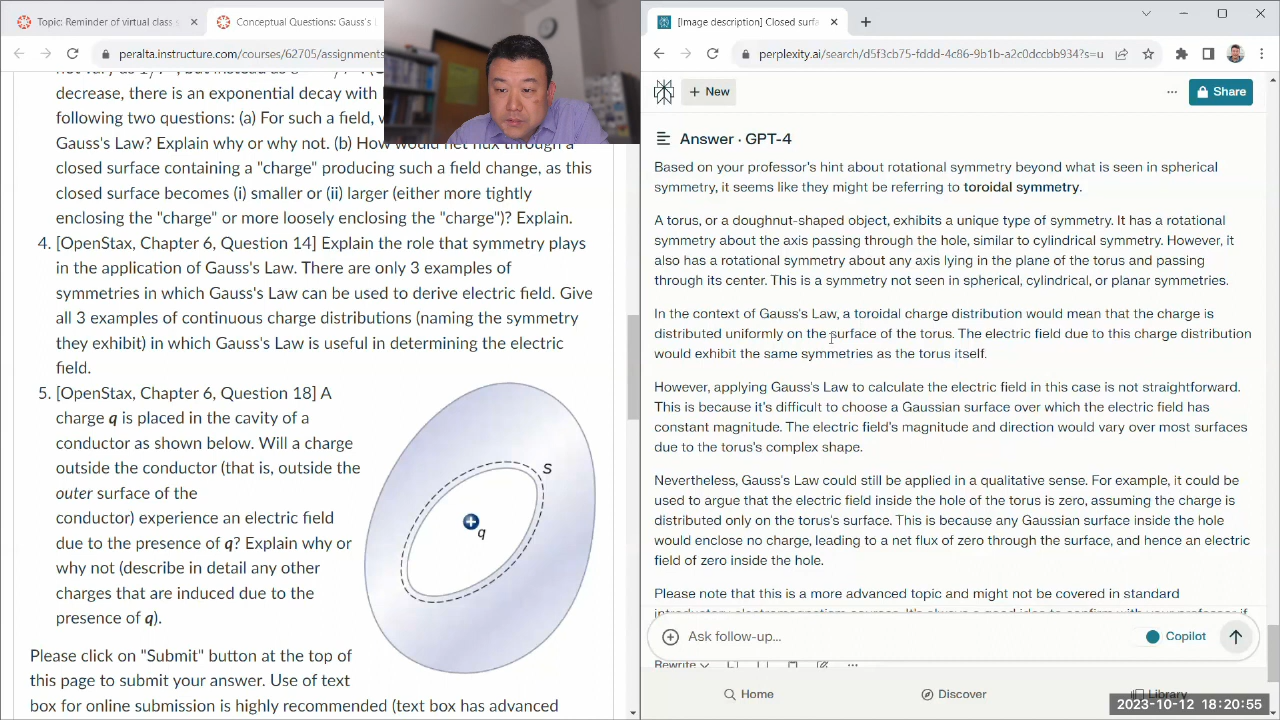 Topic: Reminder of virtual class s
Conceptual Questions: Gauss's L
peralta.instructure.com/courses/62705/assignments
decrease, there is an exponential decay with
following two questions: (a) For such a field,
Gauss's Law? Explain why or why not. (b) How would net flux through a
closed surface containing a "charge" producing such a field change, as this
closed surface becomes (i) smaller or (ii) larger (either more tightly
enclosing the "charge" or more loosely enclosing the "charge")? Explain.
4. [OpenStax, Chapter 6, Question 14] Explain the role that symmetry plays
in the application of Gauss's Law. There are only 3 examples of
symmetries in which Gauss's Law can be used to derive electric field. Give
all 3 examples of continuous charge distributions (naming the symmetry
they exhibit) in which Gauss's Law is useful in determining the electric
field.
5. [OpenStax, Chapter 6, Question 18] A
charge q is placed in the cavity of a
conductor as shown below. Will a charge
outside the conductor (that is, outside the
outer surface of the
conductor) experience an electric field
due to the presence of q? Explain why or
why not (describe in detail any other
charges that are induced due to the
presence of q).
S
q
Please click on "Submit" button at the top of
this page to submit your answer. Use of text
box for online submission is highly recommended (text box has advanced
[Image description] Closed surfa
perplexity.ai/search/d5f3cb75-fddd-4c86-9b1b-a2c0dccbb934?s=u
+ New
Share
Answer · GPT-4
Based on your professor's hint about rotational symmetry beyond what is seen in spherical
symmetry, it seems like they might be referring to toroidal symmetry.
A torus, or a doughnut-shaped object, exhibits a unique type of symmetry. It has a rotational
symmetry about the axis passing through the hole, similar to cylindrical symmetry. However, it
also has a rotational symmetry about any axis lying in the plane of the torus and passing
through its center. This is a symmetry not seen in spherical, cylindrical, or planar symmetries.
In the context of Gauss's Law, a toroidal charge distribution would mean that the charge is
distributed uniformly on the surface of the torus. The electric field due to this charge distribution
would exhibit the same symmetries as the torus itself.
However, applying Gauss's Law to calculate the electric field in this case is not straightforward.
This is because it's difficult to choose a Gaussian surface over which the electric field has
constant magnitude. The electric field's magnitude and direction would vary over most surfaces
due to the torus's complex shape.
Nevertheless, Gauss's Law could still be applied in a qualitative sense. For example, it could be
used to argue that the electric field inside the hole of the torus is zero, assuming the charge is
distributed only on the torus's surface. This is because any Gaussian surface inside the hole
would enclose no charge, leading to a net flux of zero through the surface, and hence an electric
field of zero inside the hole.
Please note that this is a more advanced topic and might not be covered in standard
Ask follow-up...
Copilot
Rewrite
Home
Discover
Library
2023-10-12 18:20:55